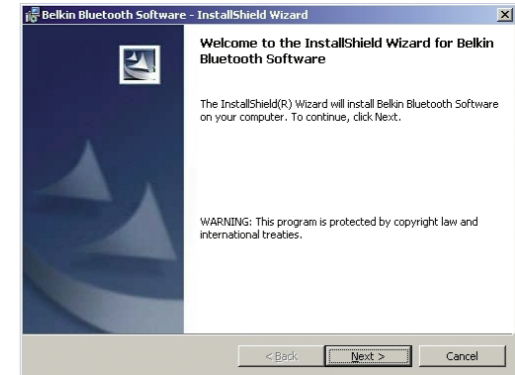 Belkin Bluetooth Software - InstallShield Wizard
Welcome to the InstallShield Wizard for Belkin
Bluetooth Software
The InstallShield(R) Wizard will install Belkin Bluetooth Software
on your computer. To continue, click Next.
WARNING: This program is protected by copyright law and
international treaties.
< Back Next > Cancel